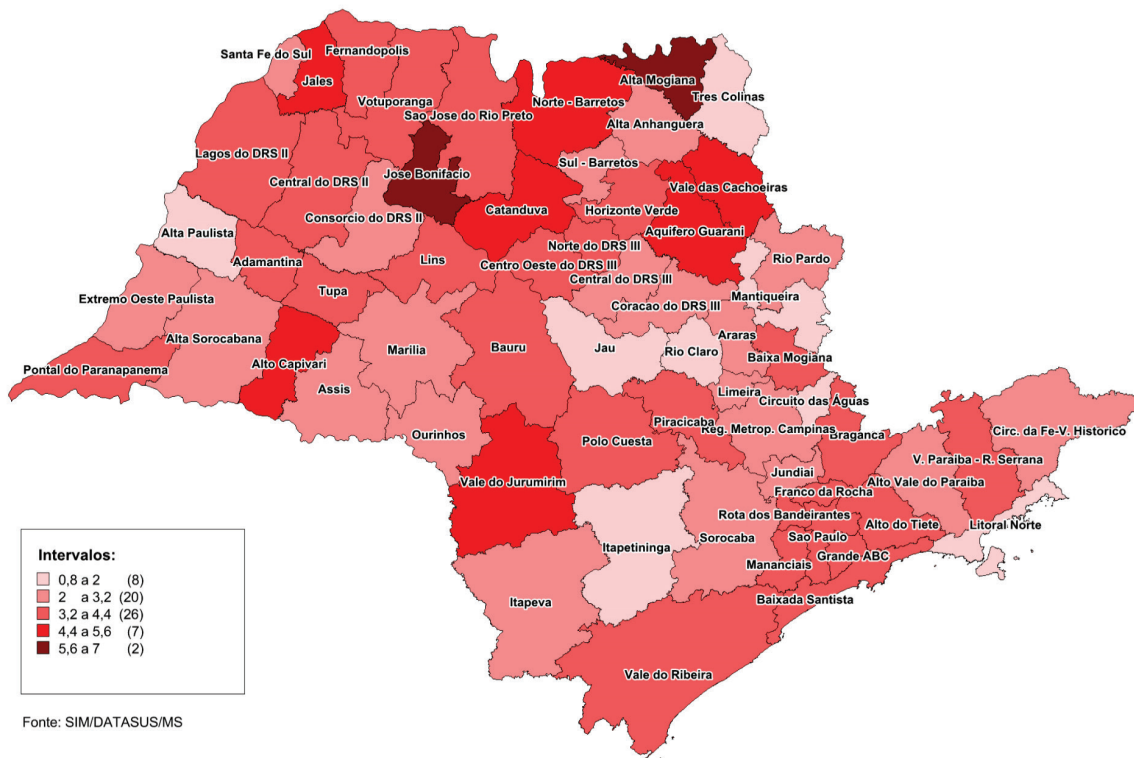 Santa Fe do Sul
Fernandopolis
Jales
Votuporanga
Sao Jose do Rio Preto
Norte - Barretos
Alta Mogiana
Tres Colinas
Alta Anhanguera
Lagos do DRS II
Central do DRS II
Jose Bonifacio
Sul - Barretos
Vale das Cachoeiras
Consorcio do DRS II
Catanduva
Horizonte Verde
Aquifero Guarani
Alta Paulista
Adamantina
Lins
Norte do DRS III
Centro Oeste do DRS III
Central do DRS III
Rio Pardo
Tupa
Extremo Oeste Paulista
Coracao do DRS III
Mantiqueira
Alta Sorocabana
Marilia
Bauru
Jau
Rio Claro
Araras
Baixa Mogiana
Pontal do Paranapanema
Alto Capivari
Assis
Limeira
Circuito das Águas
Ourinhos
Polo Cuesta
Piracicaba
Reg. Metrop. Campinas
Braganca
Circ. da Fe-V. Historico
V. Paraiba - R. Serrana
Jundiai
Alto Vale do Paraiba
Vale do Jurumirim
Franco da Rocha
Rota dos Bandeirantes
Alto do Tiete
Litoral Norte
Itapetininga
Sorocaba
Sao Paulo
Grande ABC
Mananciais
Itapeva
Baixada Santista
Vale do Ribeira
Intervalos:
0,8 a 2 (8)
2 a 3,2 (20)
3,2 a 4,4 (26)
4,4 a 5,6 (7)
5,6 a 7 (2)
Fonte: SIM/DATASUS/MS